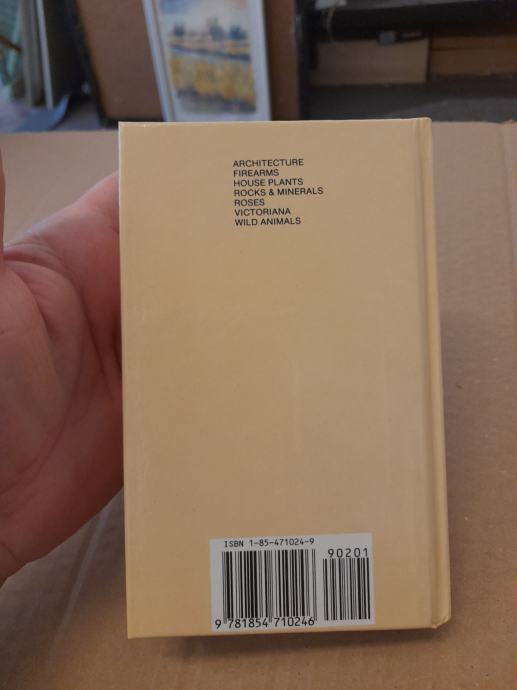 ARCHITECTURE
FIREARMS
HOUSE PLANTS
ROCKS & MINERALS
ROSES
VICTORIANA
WILD ANIMALS
ISBN 1-85-471024-9
90201
9 781854 710246